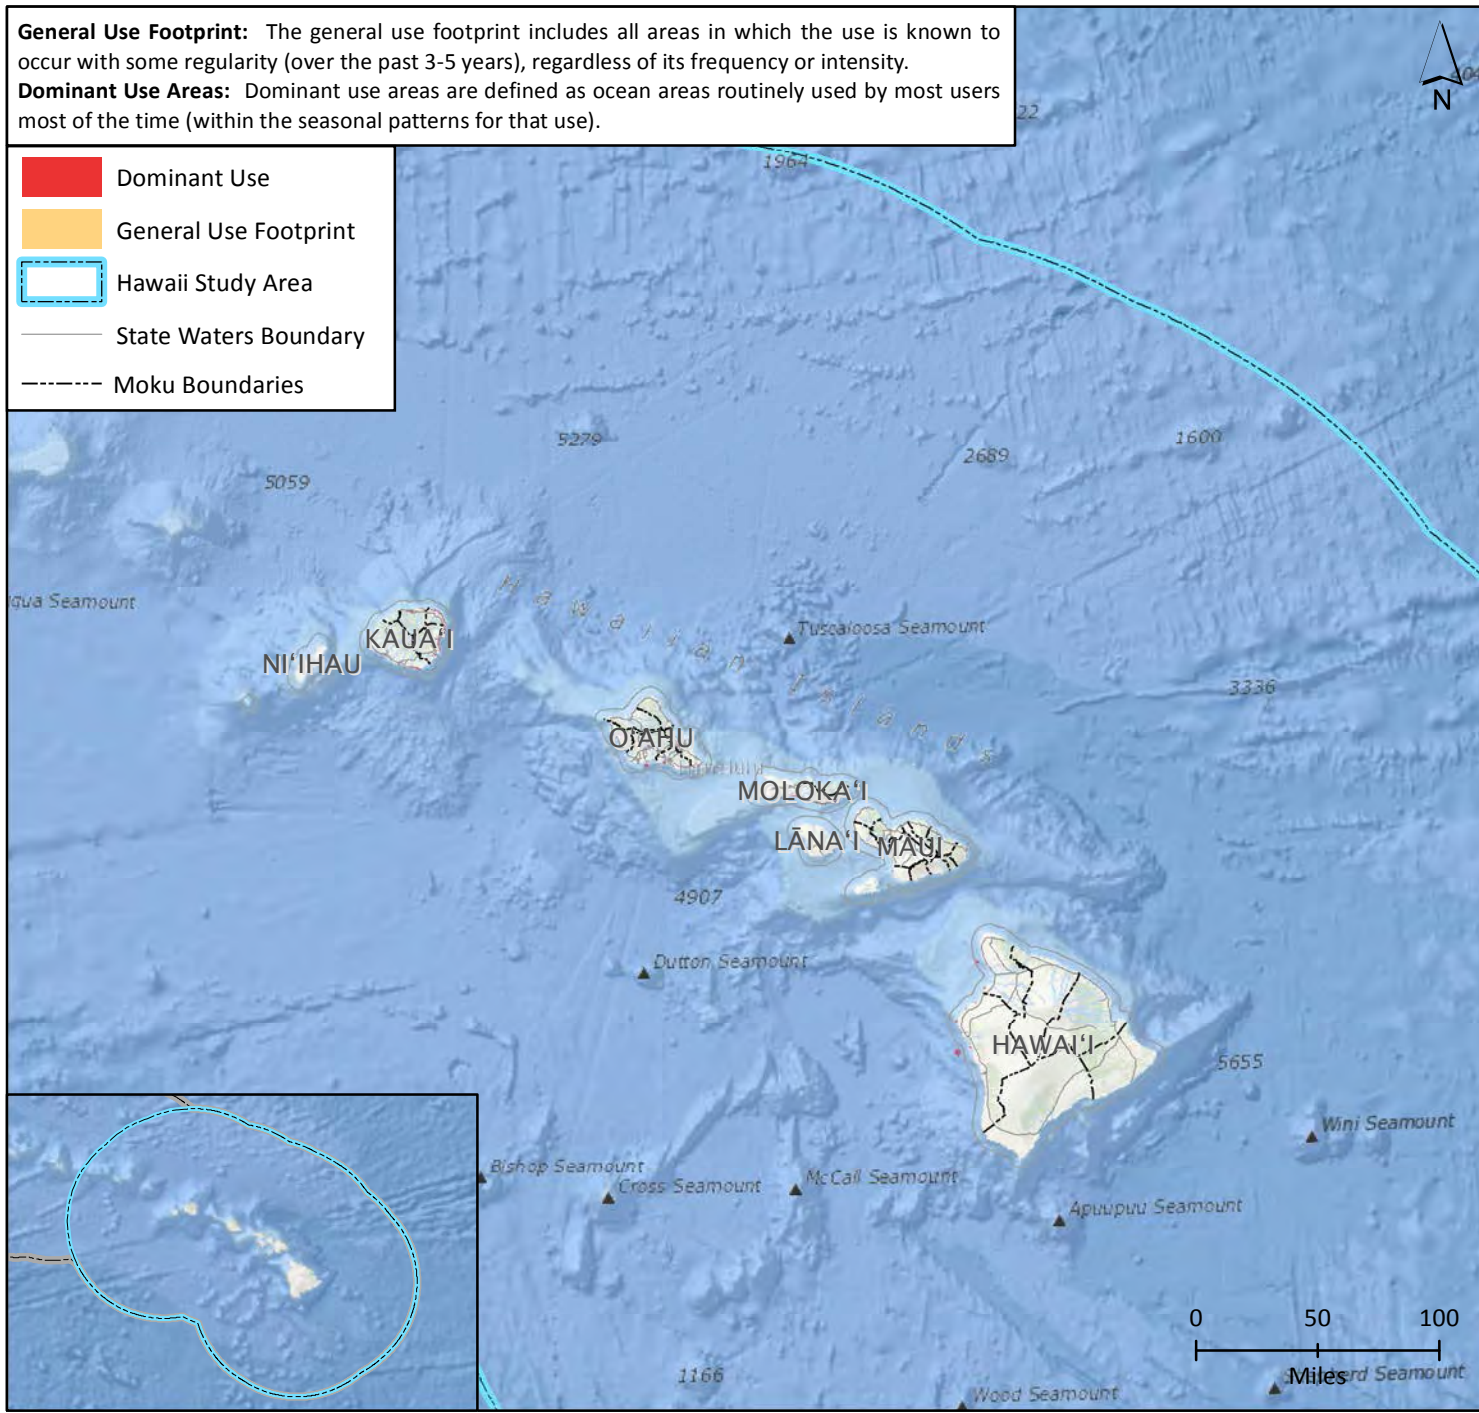 General Use Footprint: The general use footprint includes all areas in which the use is known to
occur with some regularity (over the past 3-5 years), regardless of its frequency or intensity.
Dominant Use Areas: Dominant use areas are defined as ocean areas routinely used by most users
most of the time (within the seasonal patterns for that use).
N
22
1964
Dominant Use
General Use Footprint
Hawaii Study Area
State Waters Boundary
Moku Boundaries
5279
1600
2689
5059
Hawaiian Islands
Seamount
Tuscaloosa Seamount
KAUAʻI
NIʻIHAU
3336
OʻAHU
MOLOKAʻI
LĀNAʻI
MAUI
4907
Dutton Seamount
HAWAIʻI
5655
Wini Seamount
Bishop Seamount
Cross Seamount
McCall Seamount
Apuupuu Seamount
0 50 100
Miles
Seamount
1166
Wood Seamount